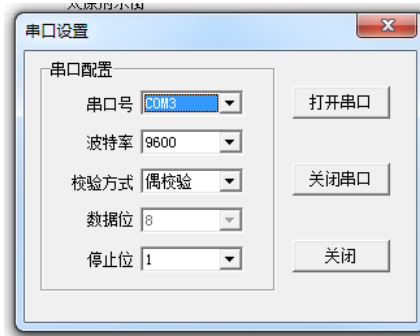 串口设置
串口配置
串口号 COM3
打开串口
波特率 9600
校验方式 偶校验
关闭串口
数据位 8
停止位 1
关闭